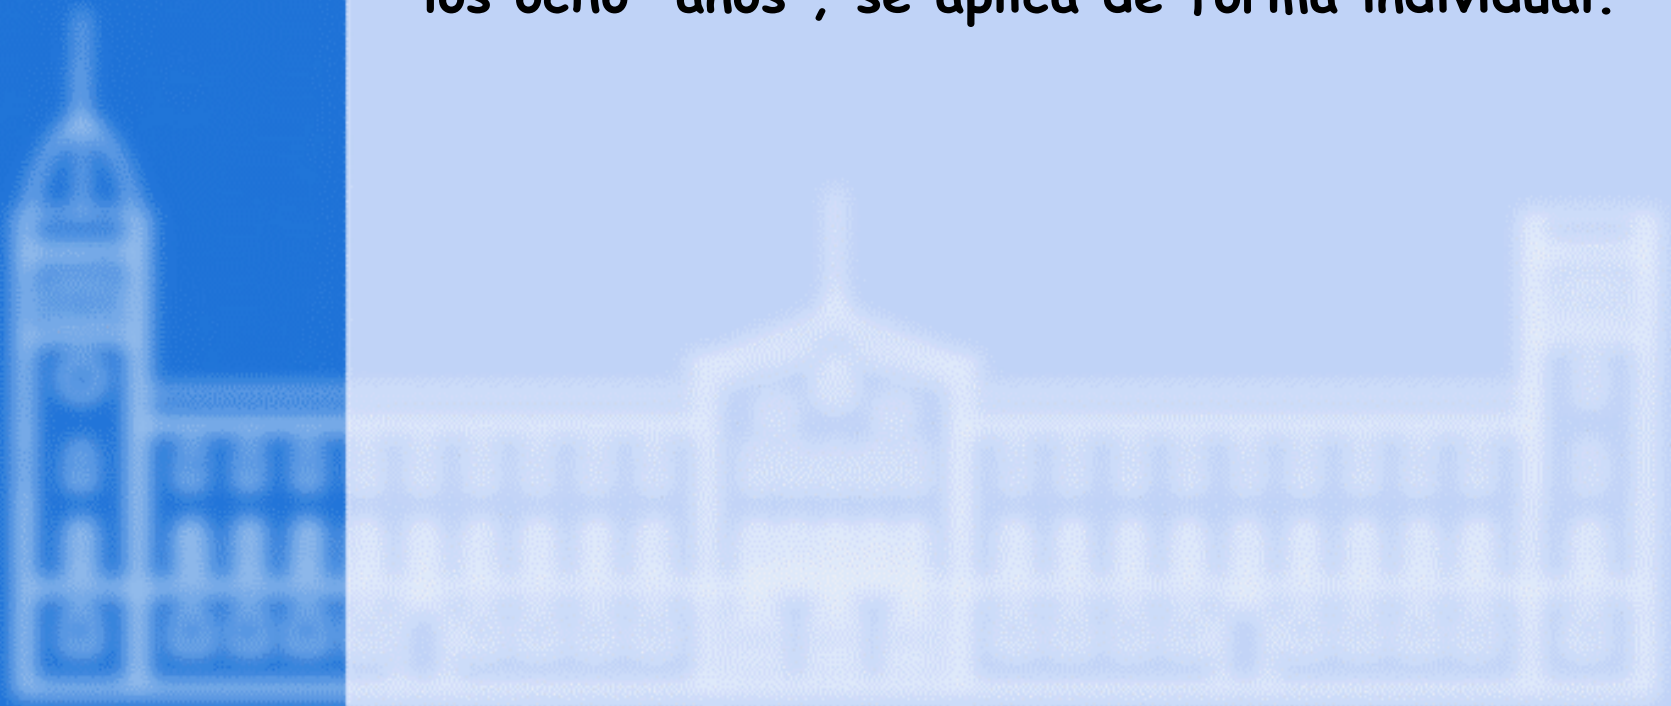 los ocho años , se aplica de forma individual.